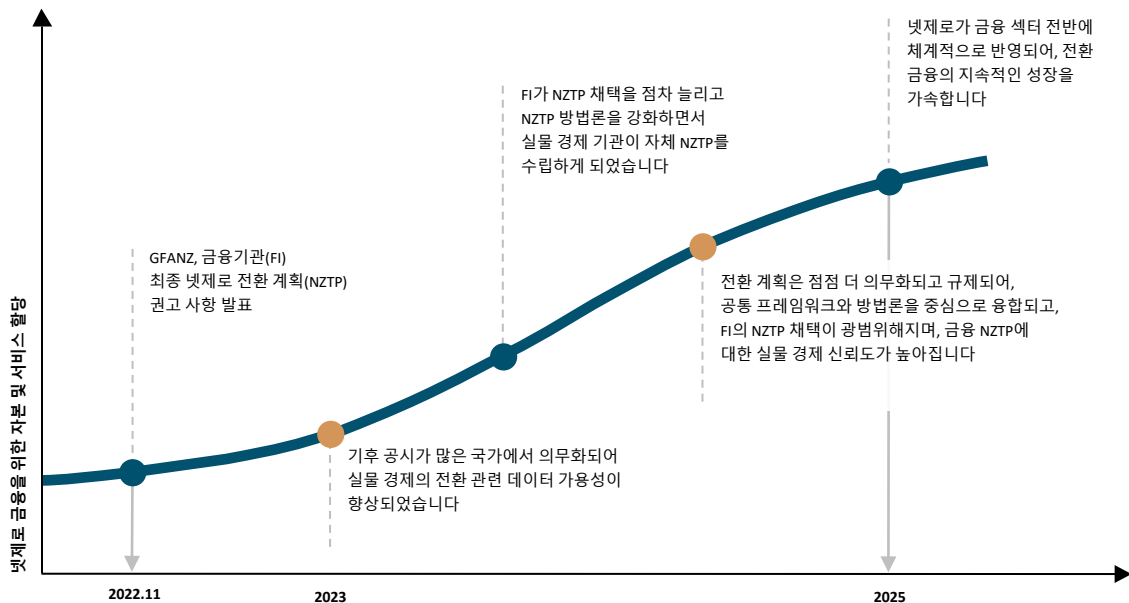 넷제로가 금융 섹터 전반에
체계적으로 반영되어, 전환
금융의 지속적인 성장을
가속합니다
FI가 NZTP 채택을 점차 늘리고
NZTP 방법론을 강화하면서
실물 경제 기관이 자체 NZTP를
수립하게 되었습니다
GFANZ, 금융기관(FI)
최종 넷제로 전환 계획(NZTP)
권고 사항 발표
전환 계획은 점점 더 의무화되고 규제되어,
공통 프레임워크와 방법론을 중심으로 융합되고,
FI의 NZTP 채택이 광범위해지며, 금융 NZTP에
대한 실물 경제 신뢰도가 높아집니다
기후 공시가 많은 국가에서 의무화되어
실물 경제의 전환 관련 데이터 가용성이
향상되었습니다
넷제로 금융을 위한 자본 및 서비스 할당
2022.11
2023
2025